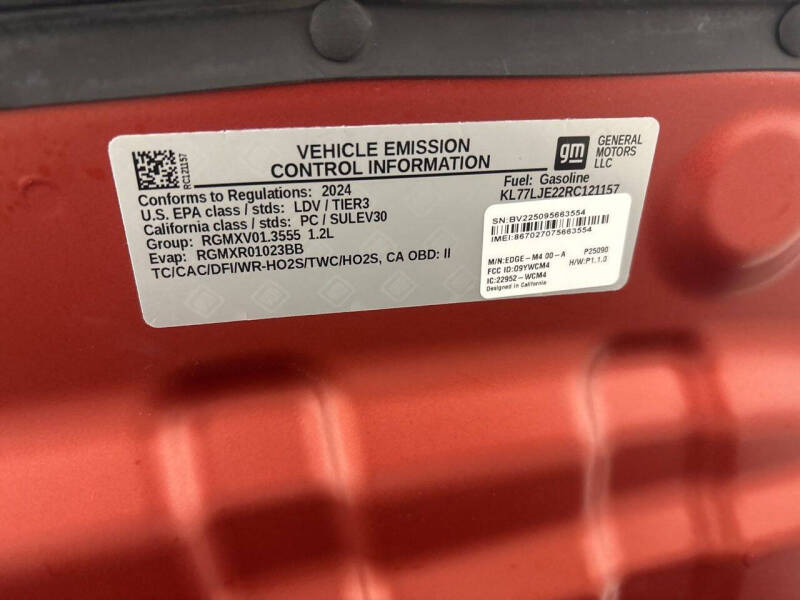 RC121157
VEHICLE EMISSION
CONTROL INFORMATION
gm
GENERAL
MOTORS
LLC
Conforms to Regulations: 2024
Fuel: Gasoline
U.S. EPA class / stds: LDV / TIER3
KL77LJE22RC121157
California class / stds: PC / SULEV30
Group: RGMXV01.3555 1.2L
Evap: RGMXR01023BB
TC/CAC/DFI/WR-HO2S/TWC/HO2S, CA OBD: II
SN:BV225095663554
IMEI:867027075663554
M/N:EDGE-M4 00-A P25090
FCC ID:O9YWCM4 H/W:P1.1.0
IC:22952-WCM4
Designed in California